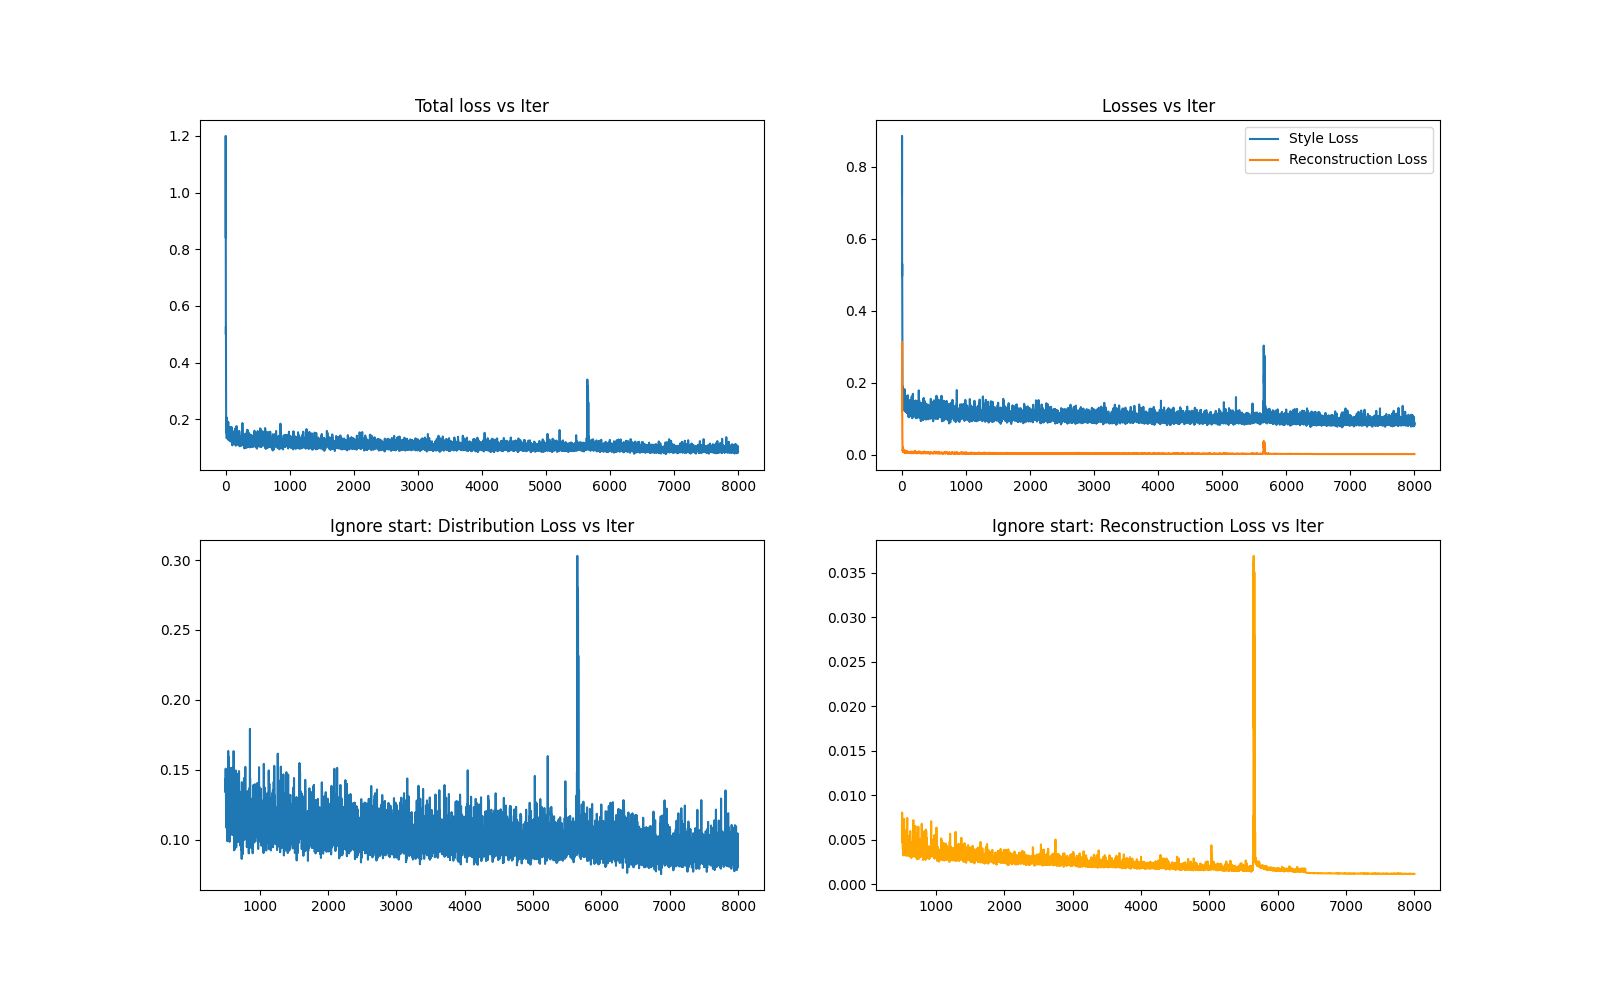 Total loss vs Iter
1.2
1.0
0.8
0.6
0.4
0.2
0 1000 2000 3000 4000 5000 6000 7000 8000
Losses vs Iter
Style Loss
Reconstruction Loss
0.8
0.6
0.4
0.2
0.0
0 1000 2000 3000 4000 5000 6000 7000 8000
Ignore start: Distribution Loss vs Iter
0.30
0.25
0.20
0.15
0.10
1000 2000 3000 4000 5000 6000 7000 8000
Ignore start: Reconstruction Loss vs Iter
0.035
0.030
0.025
0.020
0.015
0.010
0.005
0.000
1000 2000 3000 4000 5000 6000 7000 8000